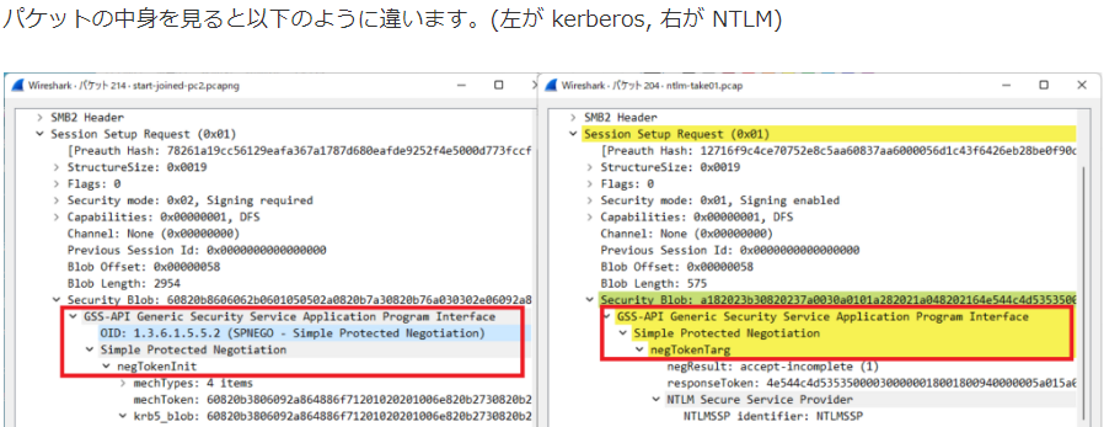 パケットの中身を見ると以下のように違います。(左が kerberos, 右が NTLM)
Wireshark · パケット 214 · start-joined-pc2.pcapng
SMB2 Header
Session Setup Request (0x01)
[Preauth Hash: 78261a19cc56129eafa367a1787d680eafde9252f4e5000d773fccf
StructureSize: 0x0019
Flags: 0
Security mode: 0x02, Signing required
Capabilities: 0x00000001, DFS
Channel: None (0x00000000)
Previous Session Id: 0x0000000000000000
Blob Offset: 0x00000058
Blob Length: 2954
Security Blob: 60820b8606062b0601050502a0820b7a30820b76a030302e06092a8
GSS-API Generic Security Service Application Program Interface
OID: 1.3.6.1.5.5.2 (SPNEGO - Simple Protected Negotiation)
Simple Protected Negotiation
negTokenInit
mechTypes: 4 items
mechToken: 60820b3806092a864886f71201020201006e820b2730820b2
krb5_blob: 60820b3806092a864886f71201020201006e820b2730820b2
Wireshark · パケット 204 · ntlm-take01.pcap
SMB2 Header
Session Setup Request (0x01)
[Preauth Hash: 12716f9c4ce70752e8c5aa60837aa6000056d1c43f6426eb28be0f90c
StructureSize: 0x0019
Flags: 0
Security mode: 0x01, Signing enabled
Capabilities: 0x00000001, DFS
Channel: None (0x00000000)
Previous Session Id: 0x0000000000000000
Blob Offset: 0x00000058
Blob Length: 575
Security Blob: a182023b30820237a0030a0101a282021a048202164e544c4d535350​0
GSS-API Generic Security Service Application Program Interface
Simple Protected Negotiation
negTokenTarg
negResult: accept-incomplete (1)
responseToken: 4e544c4d53535000030000001800180094000000​5a015a0
NTLM Secure Service Provider
NTLMSSP identifier: NTLMSSP